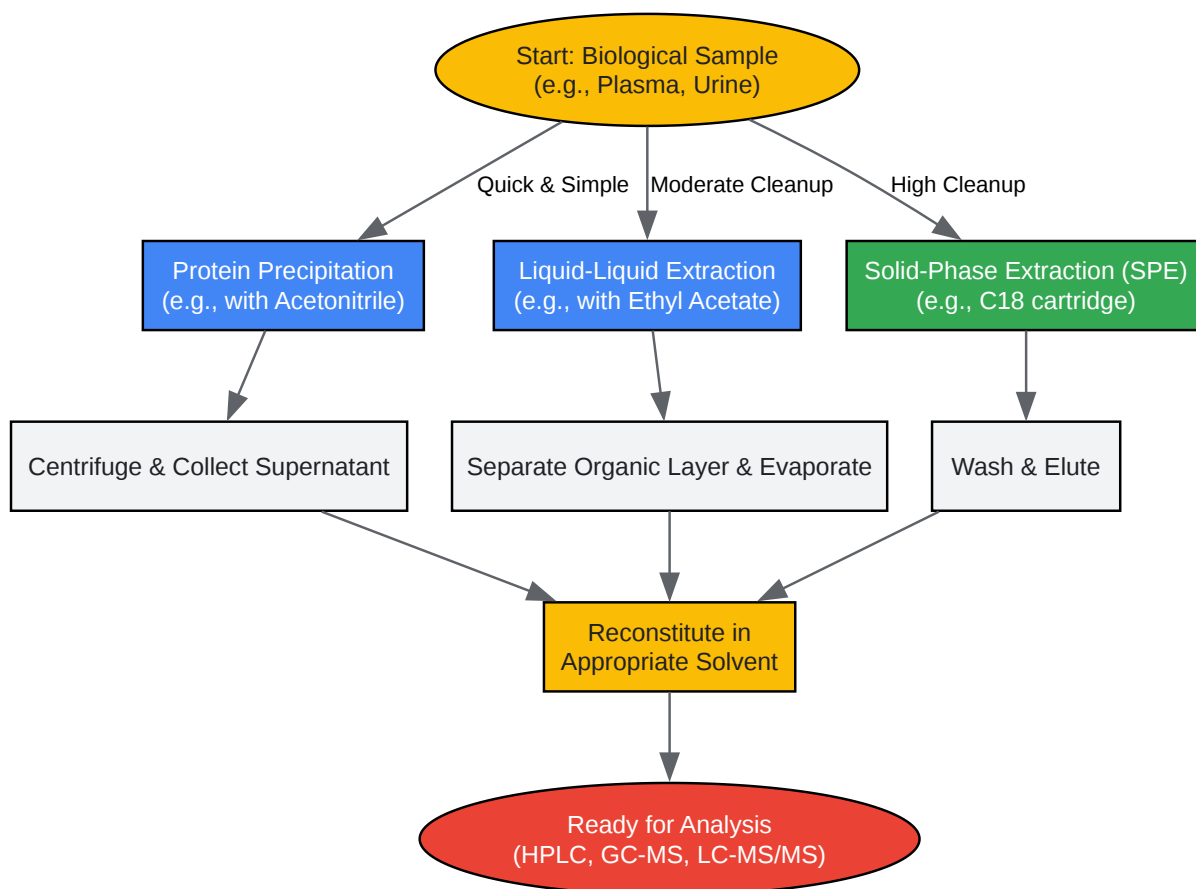 Start: Biological Sample
(e.g., Plasma, Urine)
Quick & Simple
Moderate Cleanup
High Cleanup
Protein Precipitation
(e.g., with Acetonitrile)
Liquid-Liquid Extraction
(e.g., with Ethyl Acetate)
Solid-Phase Extraction (SPE)
(e.g., C18 cartridge)
Centrifuge & Collect Supernatant
Separate Organic Layer & Evaporate
Wash & Elute
Reconstitute in
Appropriate Solvent
Ready for Analysis
(HPLC, GC-MS, LC-MS/MS)